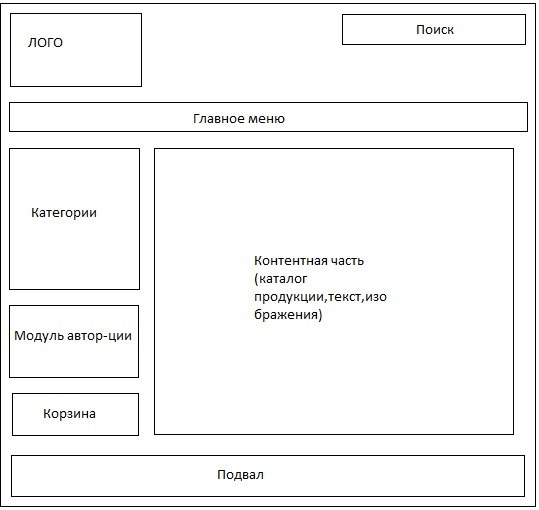 ЛОГО
Поиск
Главное меню
Категории
Контентная часть
(каталог
продукции,текст,изо
бражения)
Модуль автор-ции
Корзина
Подвал